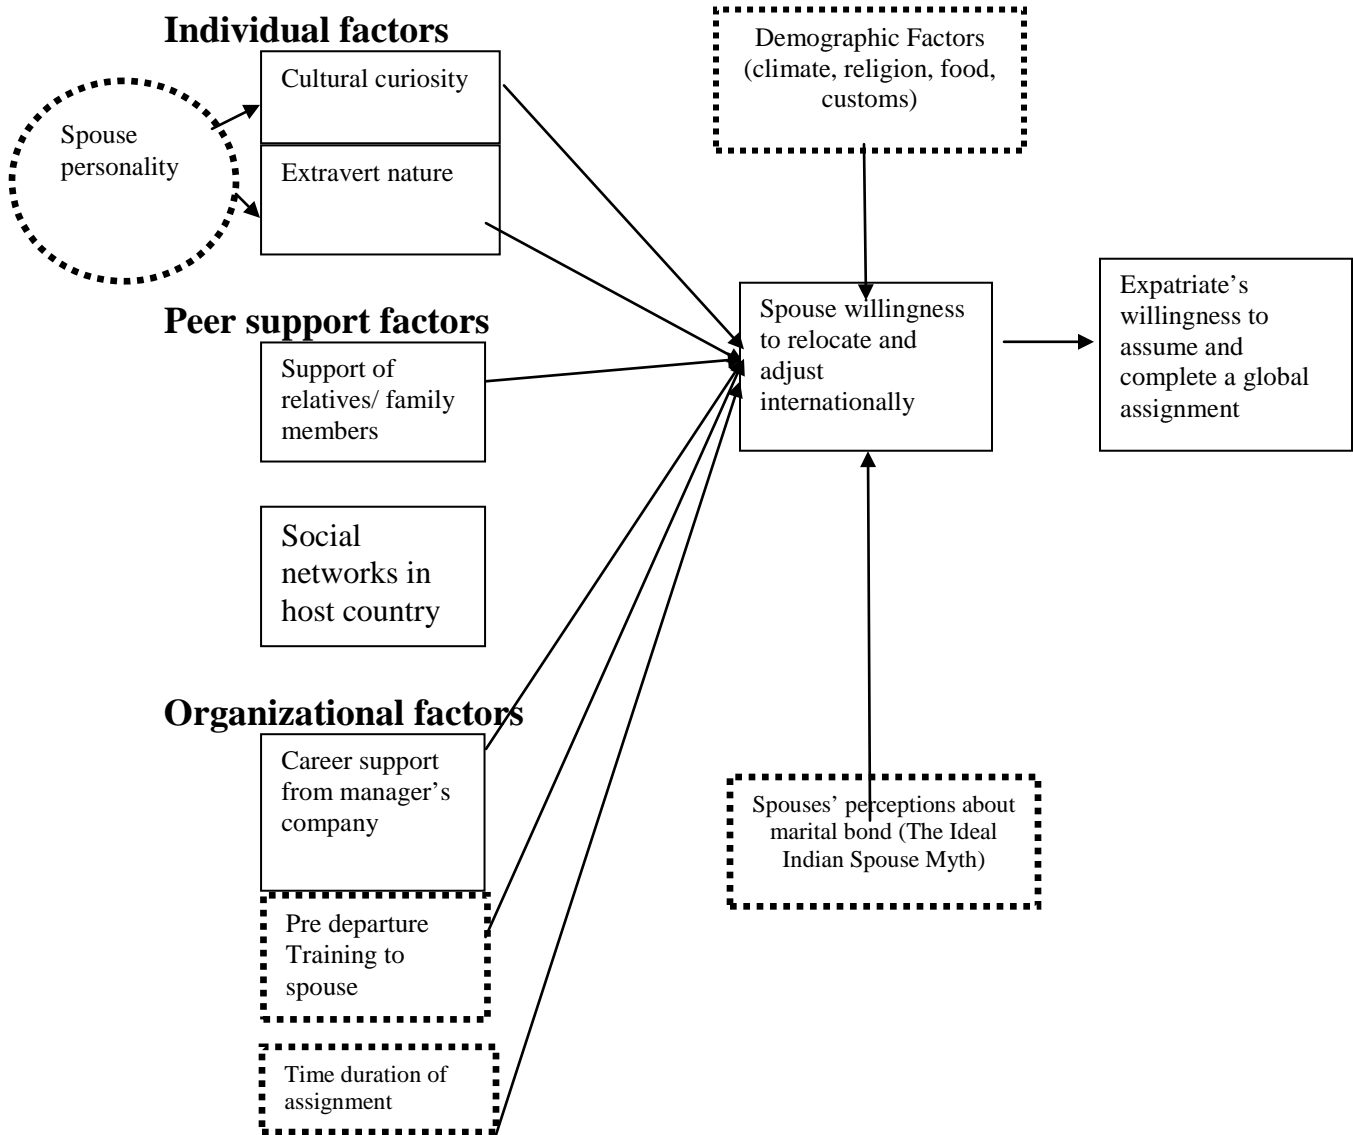 Individual factors
Cultural curiosity
Spouse
personality
Extravert nature
Demographic Factors
(climate, religion, food,
customs)
Peer support factors
Support of
relatives/ family
members
Social
networks in
host country
Spouse willingness
to relocate and
adjust
internationally
Expatriate’s
willingness to
assume and
complete a global
assignment
Organizational factors
Career support
from manager’s
company
Pre departure
Training to
spouse
Time duration of
assignment
Spouses’ perceptions about
marital bond (The Ideal
Indian Spouse Myth)